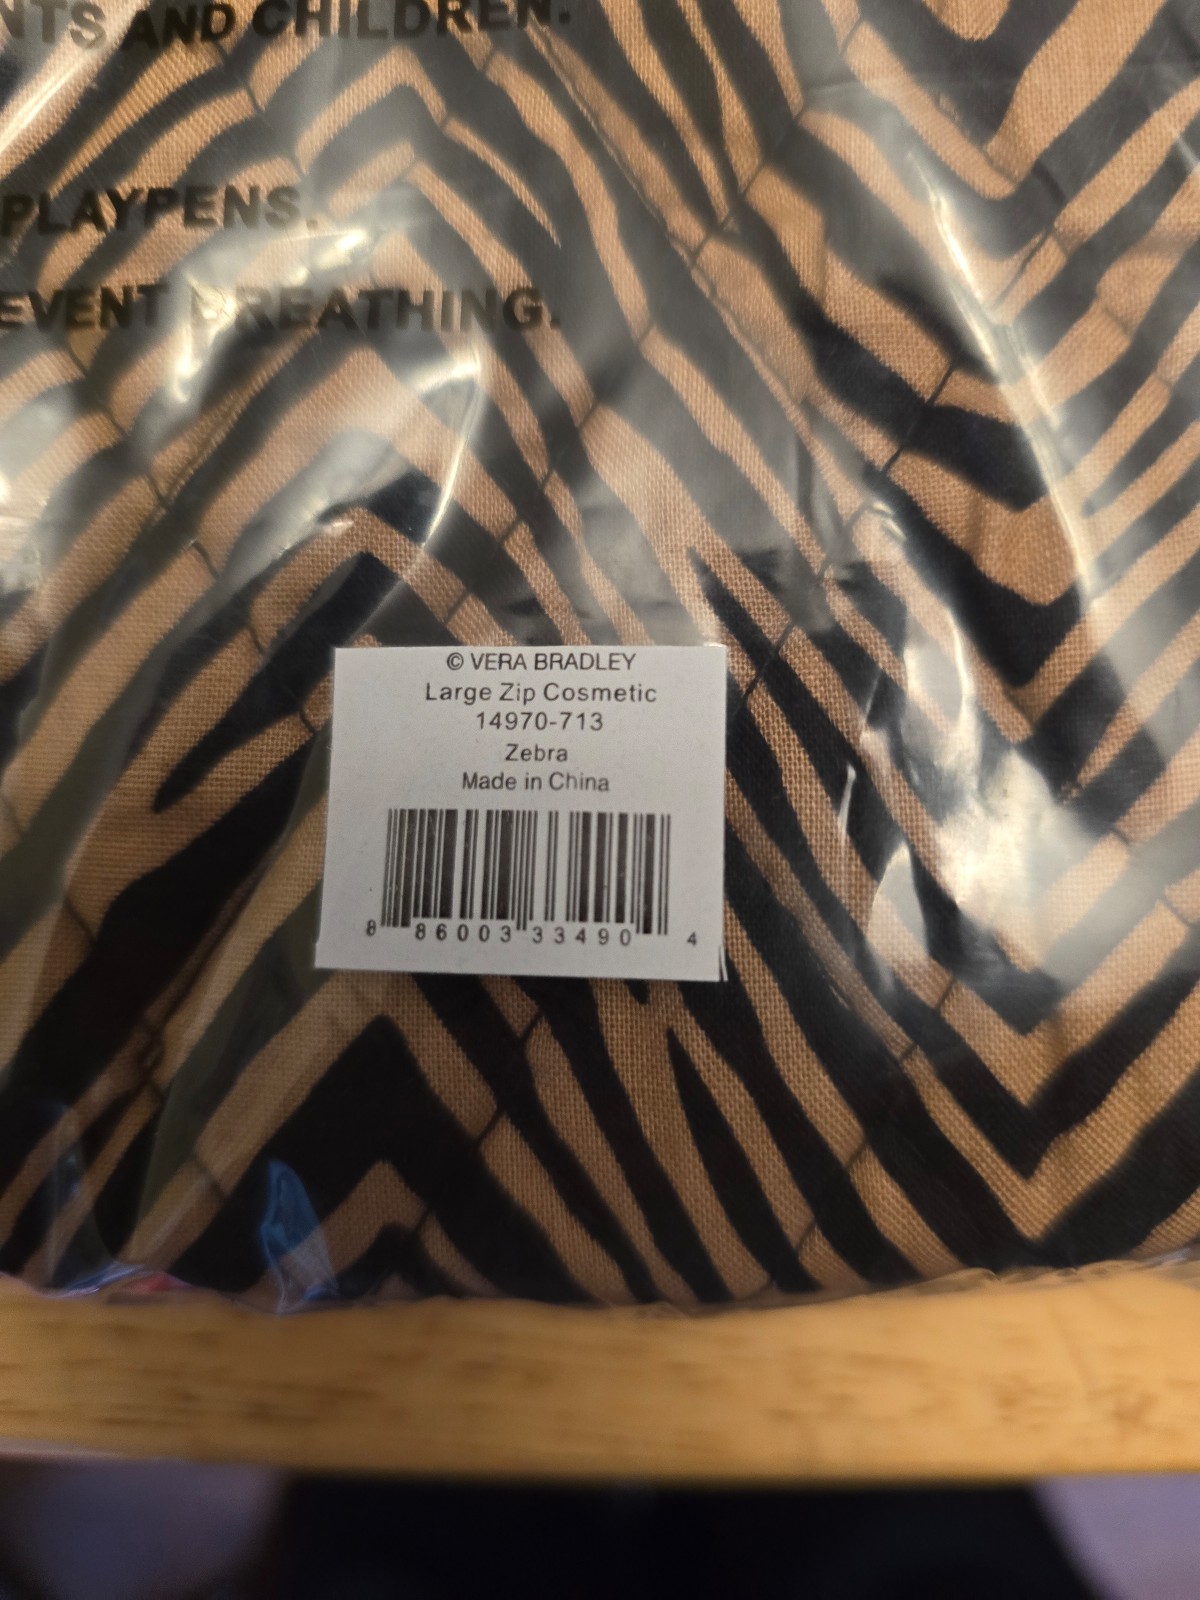 NTS AND CHILDREN.
PLAYPENS.
EVENT BREATHING.
© VERA BRADLEY
Large Zip Cosmetic
14970-713
Zebra
Made in China
8 86003 33490 4